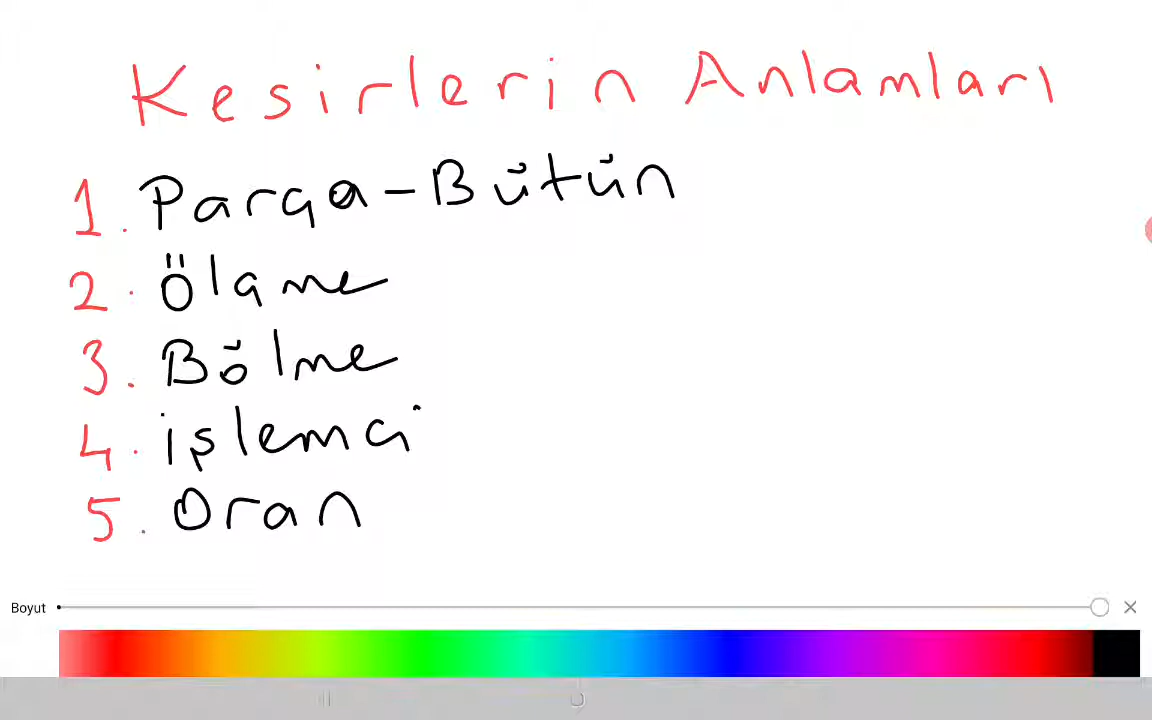 Kesirlerin Anlamları
1. Parça-Bütün
2. Ölçme
3. Bölme
4. işlemci
5. Oran
Boyut